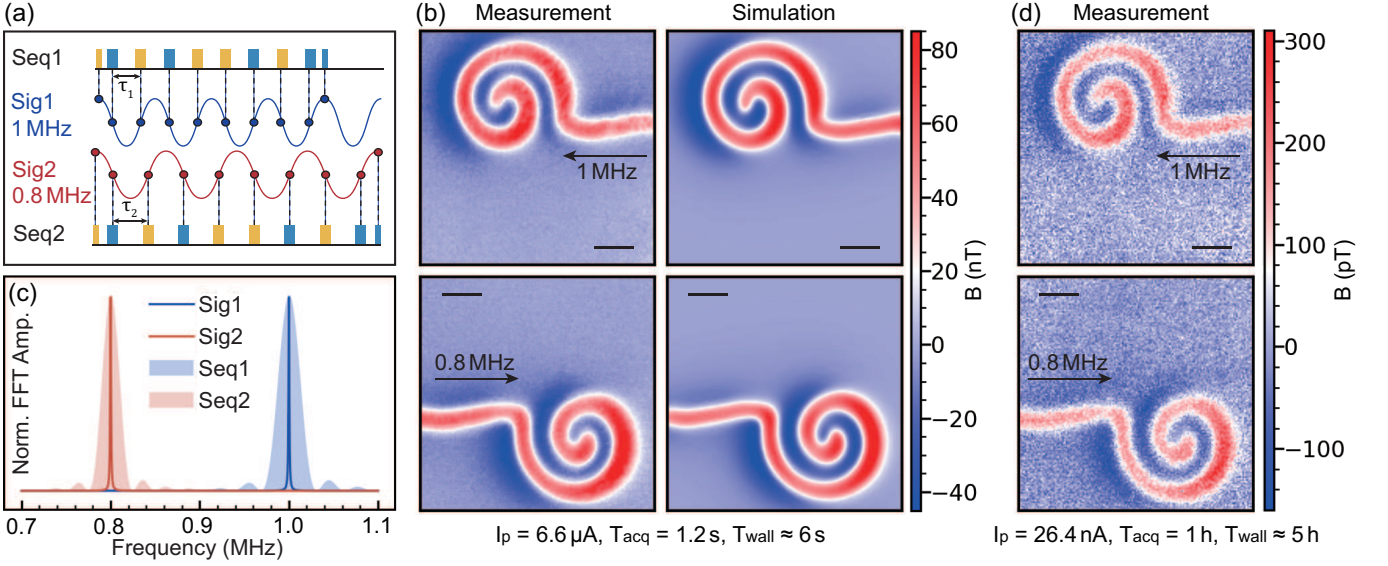 (a)
Seq1
τ1
Sig1
1 MHz
Sig2
0.8 MHz
τ2
Seq2
(b) Measurement Simulation
1 MHz
0.8 MHz
80
60
40
20
0
−20
−40
B (nT)
Ip = 6.6 μA, Tacq = 1.2 s, Twall ≈ 6 s
(c)
Norm. FFT Amp.
Sig1
Sig2
Seq1
Seq2
0.7 0.8 0.9 1.0 1.1
Frequency (MHz)
(d) Measurement
1 MHz
0.8 MHz
300
200
100
0
−100
B (pT)
Ip = 26.4 nA, Tacq = 1 h, Twall ≈ 5 h